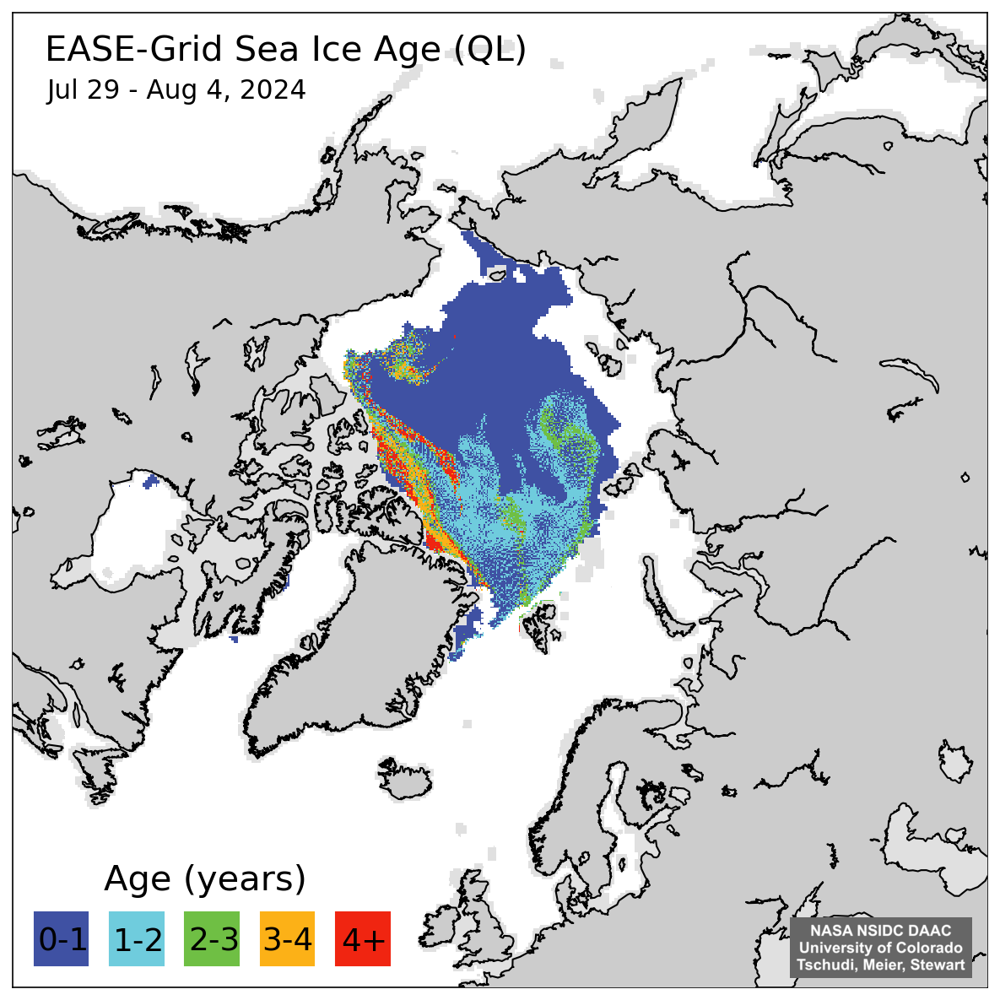 EASE-Grid Sea Ice Age (QL)
Jul 29 - Aug 4, 2024
Age (years)
0-1 1-2 2-3 3-4 4+
NASA NSIDC DAAC
University of Colorado
Tschudi, Meier, Stewart